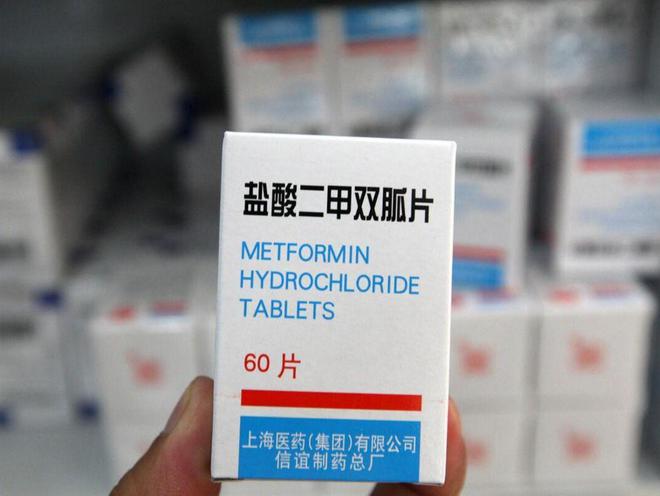 盐酸二甲双胍片
METFORMIN
HYDROCHLORIDE
TABLETS
60 片
上海医药(集团)有限公司
信谊制药总厂